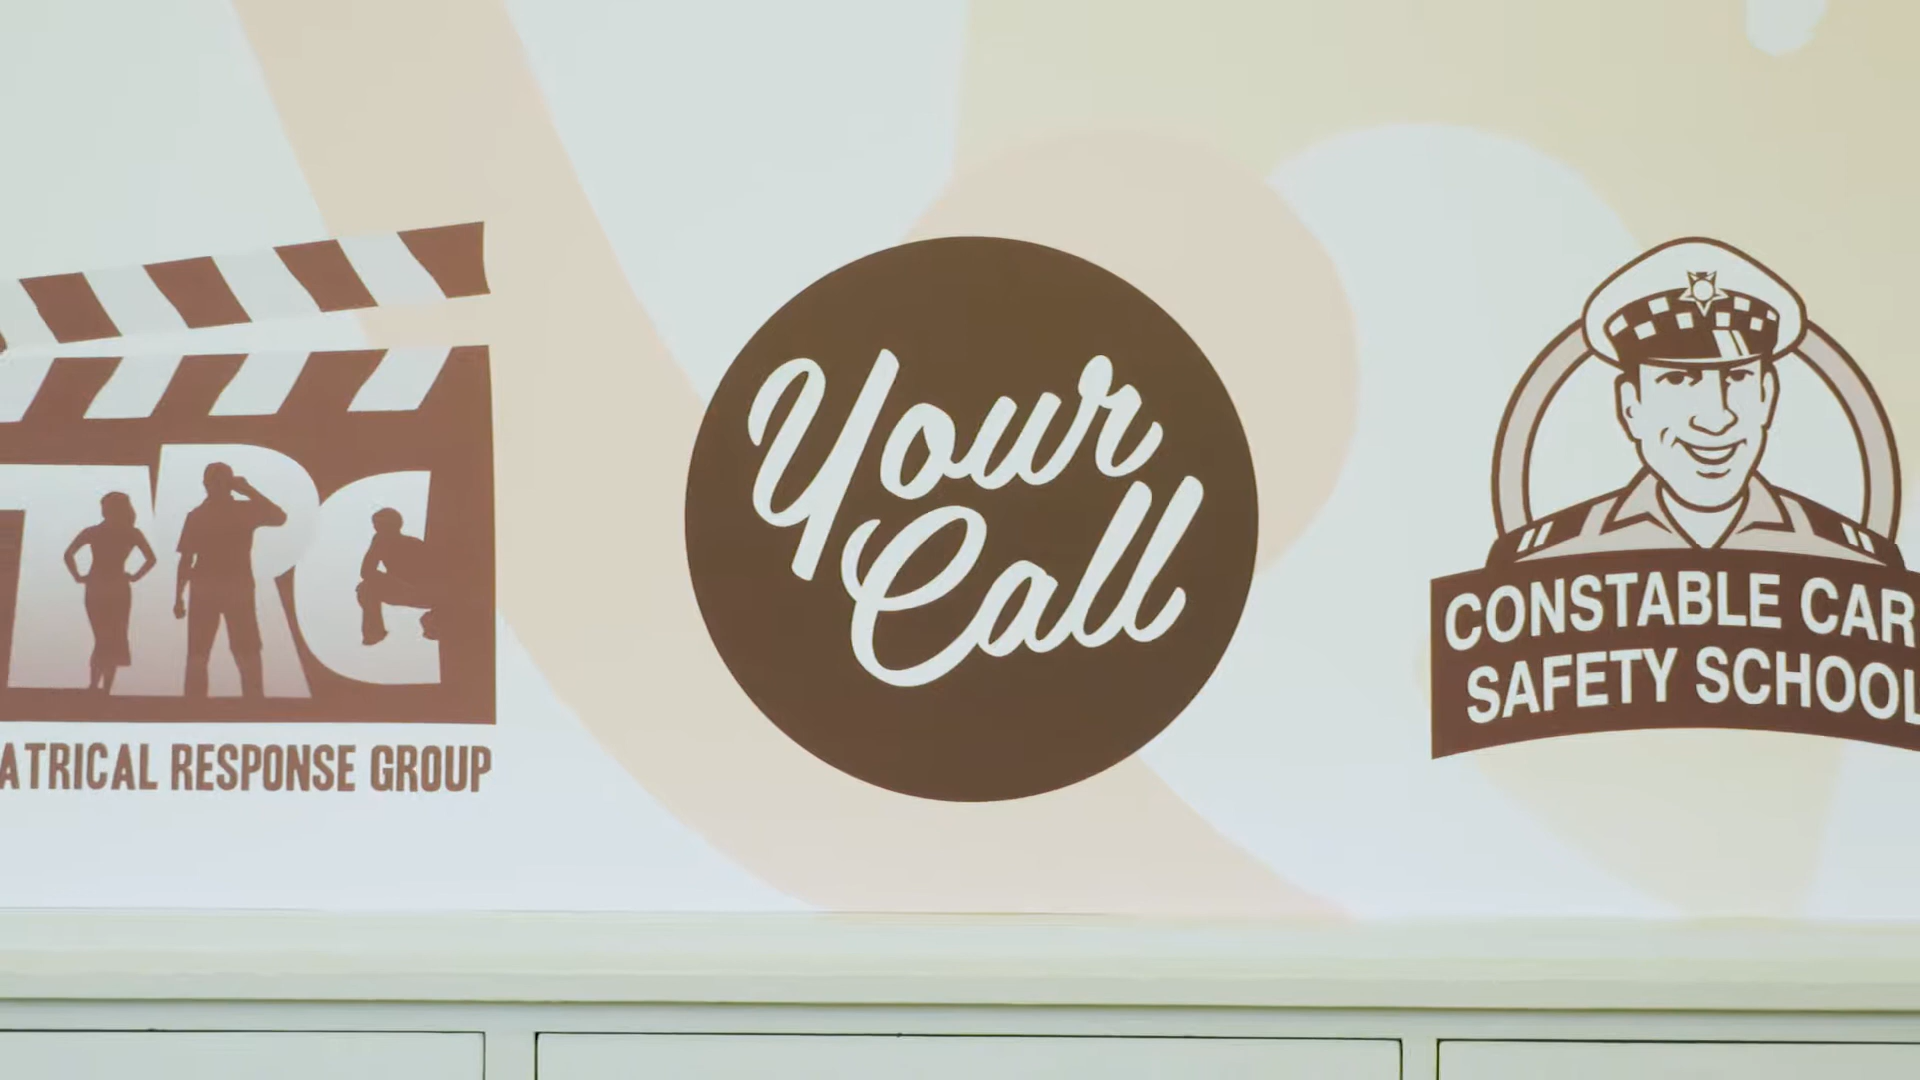 TRG
ATRICAL RESPONSE GROUP
Your
Call
CONSTABLE CAR
SAFETY SCHOOL